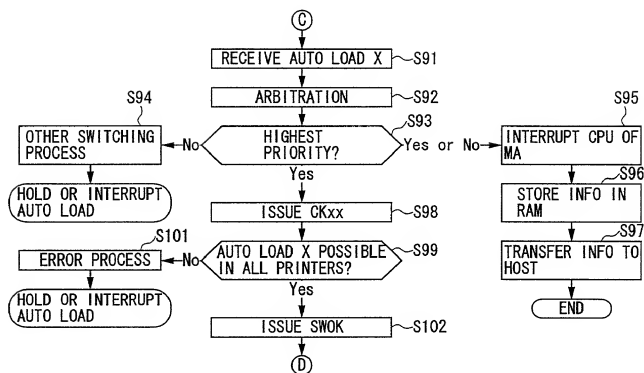 C
RECEIVE AUTO LOAD X
S91
ARBITRATION
S92
S93
HIGHEST
PRIORITY?
S94
OTHER SWITCHING
PROCESS
No
HOLD OR INTERRUPT
AUTO LOAD
Yes or No
S95
INTERRUPT CPU OF
MA
S96
STORE INFO IN
RAM
S97
TRANSFER INFO TO
HOST
END
Yes
ISSUE CKxx
S98
S99
AUTO LOAD X POSSIBLE
IN ALL PRINTERS?
S101
ERROR PROCESS
No
HOLD OR INTERRUPT
AUTO LOAD
Yes
ISSUE SWOK
S102
D